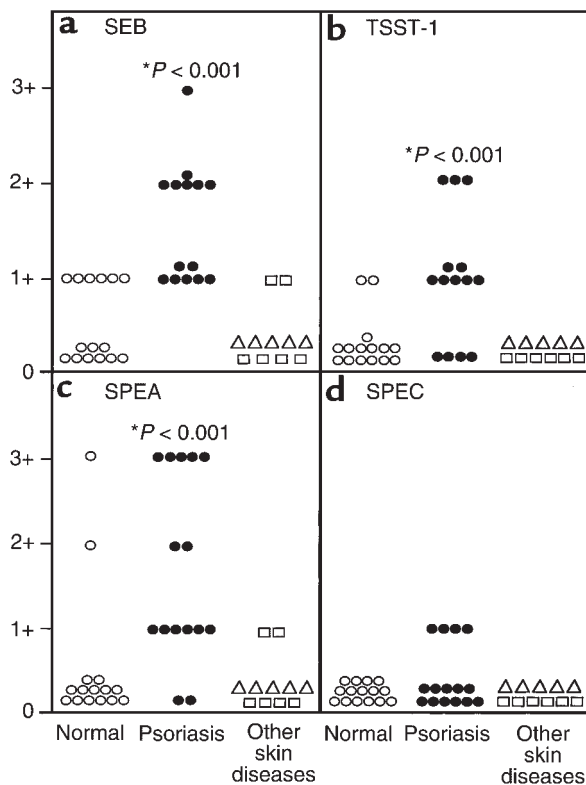 a SEB
*P < 0.001
b TSST-1
*P < 0.001
3+
2+
1+
0
c SPEA
*P < 0.001
d SPEC
3+
2+
1+
0
Normal Psoriasis Other skin diseases
Normal Psoriasis Other skin diseases